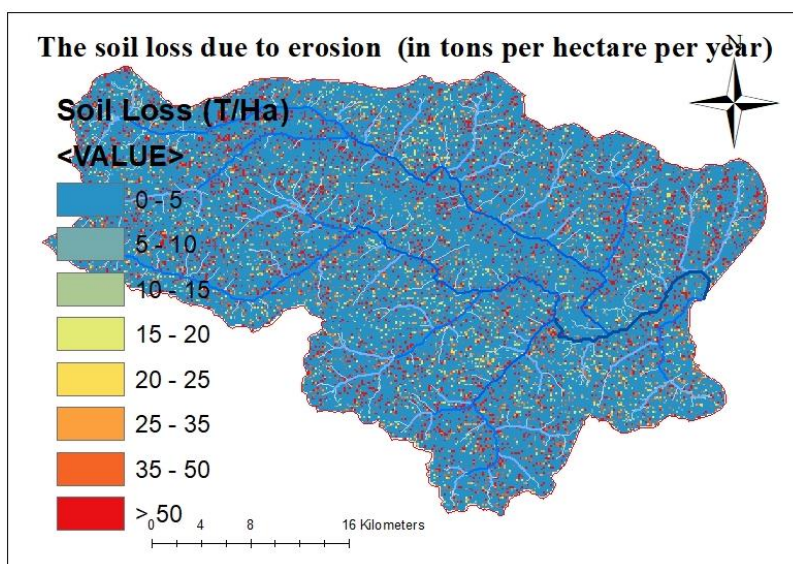 The soil loss due to erosion (in tons per hectare per year)
N
Soil Loss (T/Ha)
<VALUE>
0 - 5
5 - 10
10 - 15
15 - 20
20 - 25
25 - 35
35 - 50
> 50
0 4 8 16 Kilometers